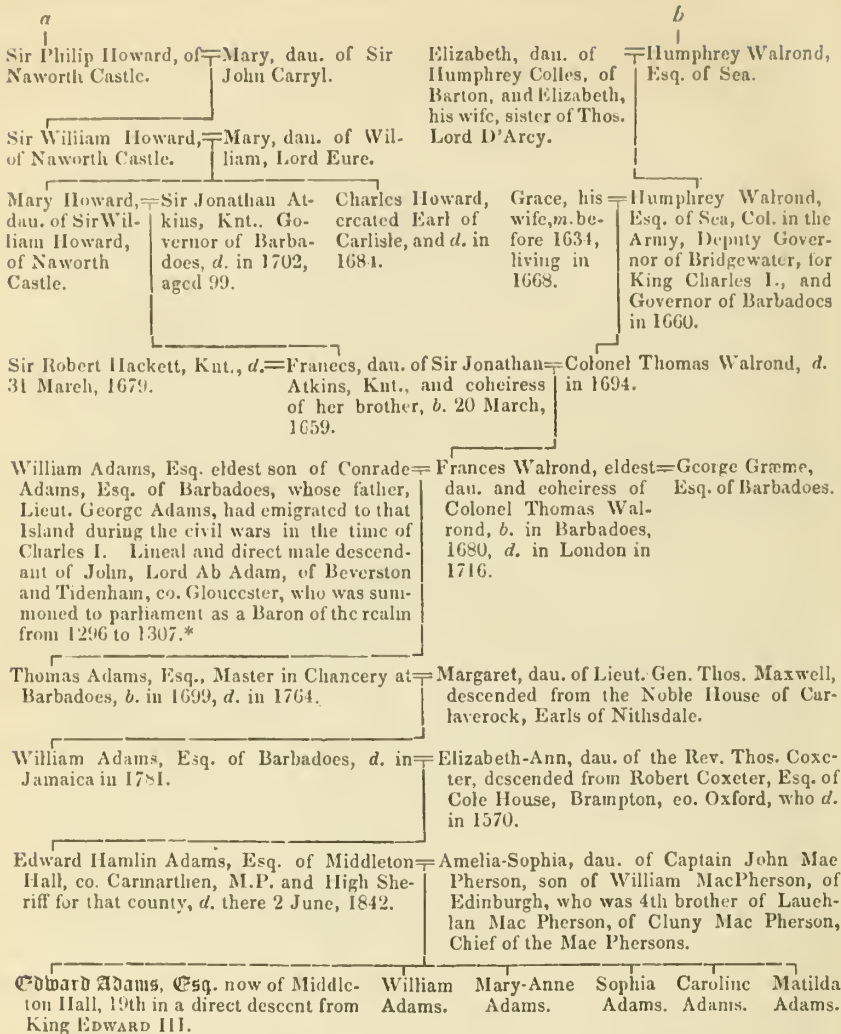 a
b
Sir Philip Howard, of Naworth Castle.
Mary, dau. of Sir John Carryl.
Elizabeth, dau. of Humphrey Colles, of Barton, and Elizabeth, his wife, sister of Thos. Lord D'Arcy.
Humphrey Walrond, Esq. of Sea.
Sir William Howard, of Naworth Castle.
Mary, dau. of William, Lord Eure.
Mary Howard, dau. of Sir William Howard, of Naworth Castle.
Sir Jonathan Atkins, Knt.. Governor of Barbadoes, d. in 1702, aged 99.
Charles Howard, created Earl of Carlisle, and d. in 1684.
Grace, his wife, m. before 1634, living in 1668.
Humphrey Walrond, Esq. of Sea, Col. in the Army, Deputy Governor of Bridgewater, for King Charles I., and Governor of Barbadoes in 1660.
Sir Robert Hackett, Knt., d. 31 March, 1679.
Frances, dau. of Sir Jonathan Atkins, Knt., and coheiress of her brother, b. 20 March, 1659.
Colonel Thomas Walrond, d. in 1694.
William Adams, Esq. eldest son of Conrade Adams, Esq. of Barbadoes, whose father, Lieut. George Adams, had emigrated to that Island during the civil wars in the time of Charles I. Lineal and direct male descendant of John, Lord Ab Adam, of Beverston and Tidenham, co. Gloucester, who was summoned to parliament as a Baron of the realm from 1296 to 1307.*
Frances Walrond, eldest dau. and coheiress of Colonel Thomas Walrond, b. in Barbadoes, 1680, d. in London in 1716.
George Græme, Esq. of Barbadoes.
Thomas Adams, Esq., Master in Chancery at Barbadoes, b. in 1699, d. in 1764.
Margaret, dau. of Lieut. Gen. Thos. Maxwell, descended from the Noble House of Carlaverock, Earls of Nithsdale.
William Adams, Esq. of Barbadoes, d. in Jamaica in 1781.
Elizabeth-Ann, dau. of the Rev. Thos. Coxeter, descended from Robert Coxeter, Esq. of Cole House, Brampton, co. Oxford, who d. in 1570.
Edward Hamlin Adams, Esq. of Middleton Hall, co. Carmarthen, M.P. and High Sheriff for that county, d. there 2 June, 1842.
Amelia-Sophia, dau. of Captain John Mac Pherson, son of William MacPherson, of Edinburgh, who was 4th brother of Lauchlan Mac Pherson, of Cluny Mac Pherson, Chief of the Mac Phersons.
Edward Adams, Esq. now of Middleton Hall, 19th in a direct descent from King EDWARD III.
William Adams.
Mary-Anne Adams.
Sophia Adams.
Caroline Adams.
Matilda Adams.